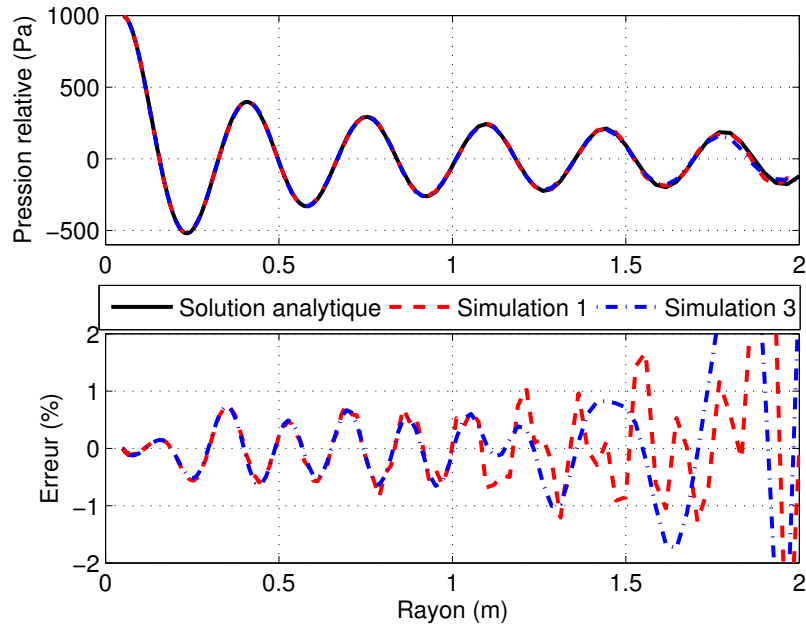 1000
500
0
−500
Pression relative (Pa)
0 0.5 1 1.5 2
Solution analytique Simulation 1 Simulation 3
2
1
0
−1
−2
Erreur (%)
0 0.5 1 1.5 2
Rayon (m)